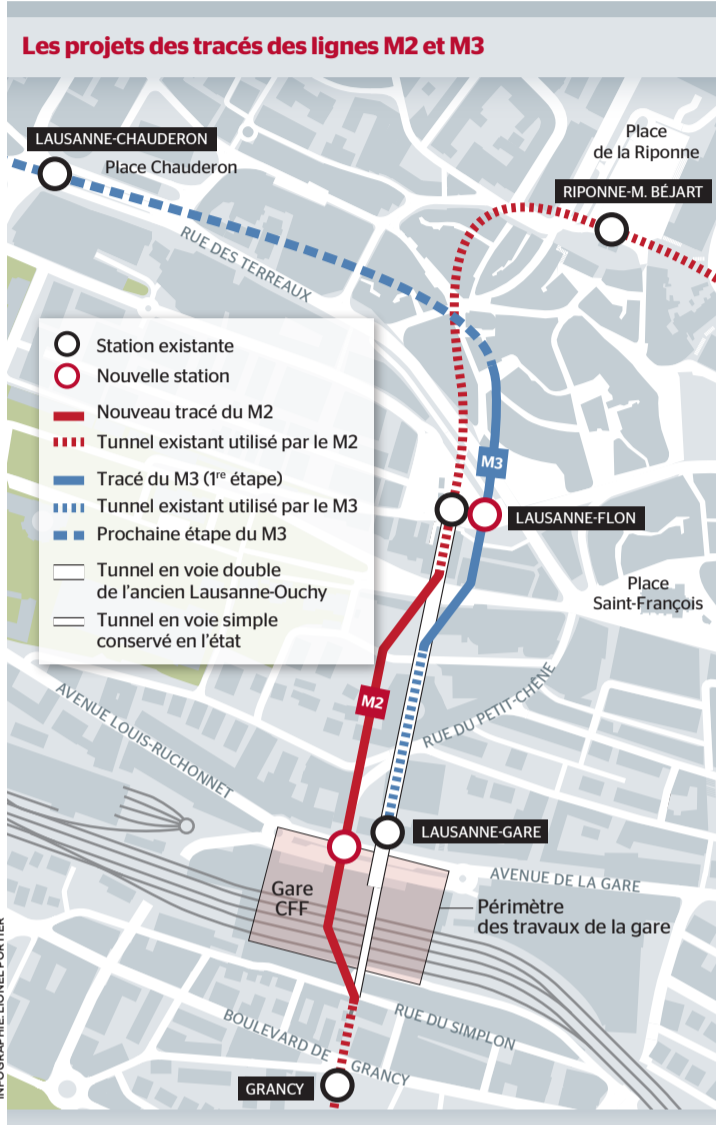 Les projets des tracés des lignes M2 et M3
LAUSANNE-CHAUDERON
Place Chauderon
Place
de la Riponne
RIPONNE-M. BÉJART
RUE DES TERREAUX
Station existante
Nouvelle station
Nouveau tracé du M2
Tunnel existant utilisé par le M2
Tracé du M3 (1re étape)
Tunnel existant utilisé par le M3
Prochaine étape du M3
Tunnel en voie double
de l'ancien Lausanne-Ouchy
Tunnel en voie simple
conservé en l'état
M3
LAUSANNE-FLON
Place
Saint-François
M2
RUE DU PETIT-CHÊNE
AVENUE LOUIS-RUCHONNET
LAUSANNE-GARE
AVENUE DE LA GARE
Gare
CFF
Périmètre
des travaux de la gare
RUE DU SIMPLON
BOULEVARD DE GRANCY
GRANCY
INFOGRAPHIE: LIONEL PORTIER